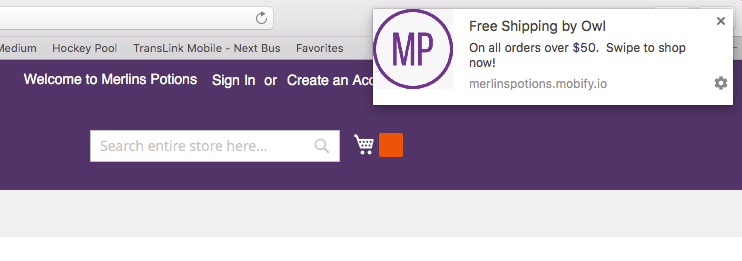 Medium Hockey Pool TransLink Mobile - Next Bus Favorites
MP
Free Shipping by Owl
On all orders over $50. Swipe to shop
now!
merlinspotions.mobify.io
Welcome to Merlins Potions Sign In or Create an Acc
Search entire store here...